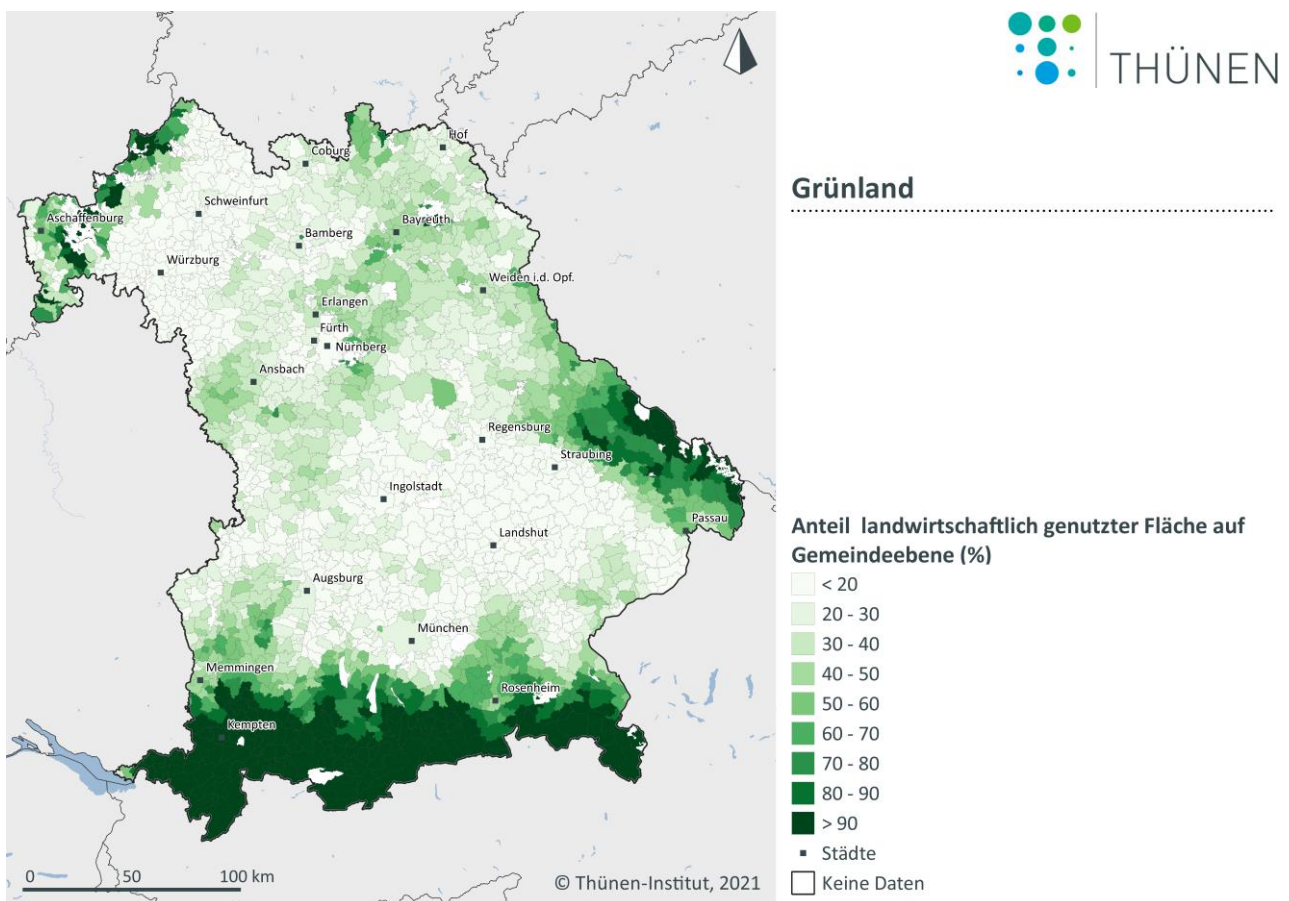 THÜNEN
Grünland
Hof
Coburg
Schweinfurt
Aschaffenburg
Bayreuth
Bamberg
Würzburg
Weiden i.d. Opf.
Erlangen
Fürth
Nürnberg
Ansbach
Regensburg
Straubing
Ingolstadt
Passau
Landshut
Augsburg
München
Memmingen
Rosenheim
Kempten
0 50 100 km
© Thünen-Institut, 2021
Anteil landwirtschaftlich genutzter Fläche auf
Gemeindeebene (%)
< 20
20 - 30
30 - 40
40 - 50
50 - 60
60 - 70
70 - 80
80 - 90
> 90
Städte
Keine Daten